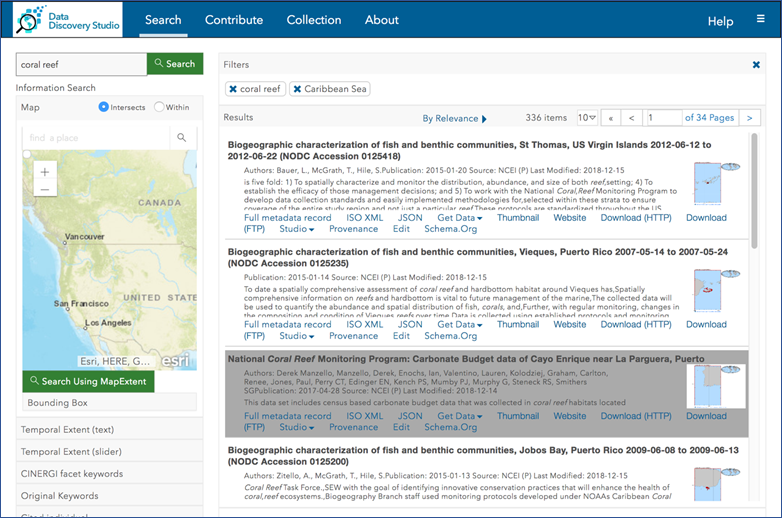 Data
Discovery Studio
Search Contribute Collection About Help
coral reef
Search
Information Search
Map Intersects Within
find a place
+
−
CANADA
Vancouver
UNITED STATE
San Francisco
Los Angeles
Esri, HERE, G... esri
Search Using MapExtent
Bounding Box
Temporal Extent (text)
Temporal Extent (slider)
CINERGI facet keywords
Original Keywords
Cited individual
Filters
coral reef Caribbean Sea
Results By Relevance 336 items 10 « < 1 of 34 Pages >
Biogeographic characterization of fish and benthic communities, St Thomas, US Virgin Islands 2012-06-12 to
2012-06-22 (NODC Accession 0125418)
Authors: Bauer, L., McGrath, T., Hile, S.Publication: 2015-01-20 Source: NCEI (P) Last Modified: 2018-12-15
is five fold: 1) To spatially characterize and monitor the distribution, abundance, and size of both reef,setting; 4) To
establish the efficacy of those management decisions; and 5) To work with the National Coral,Reef Monitoring Program to
develop data collection standards and easily implemented methodologies for,selected within these strata to ensure
coverage of the entire study region and not just a particular reef.These protocols are standardized throughout the US
Full metadata record ISO XML JSON Get Data Thumbnail Website Download (HTTP) Download
(FTP) Studio Provenance Edit Schema.Org
Biogeographic characterization of fish and benthic communities, Vieques, Puerto Rico 2007-05-14 to 2007-05-24
(NODC Accession 0125235)
Publication: 2015-01-14 Source: NCEI (P) Last Modified: 2018-12-15
To date a spatially comprehensive assessment of coral reef and hardbottom habitat around Vieques has,Spatially
comprehensive information on reefs and hardbottom is vital to future management of the marine,The collected data will
be used to quantify the abundance and spatial distribution of fish, corals, and,Further, with regular monitoring, changes in
the composition and condition of Vieques reefs over time.Data is collected using established protocols and monitoring
Full metadata record ISO XML JSON Get Data Thumbnail Website Download (HTTP) Download
(FTP) Studio Provenance Edit Schema.Org
National Coral Reef Monitoring Program: Carbonate Budget data of Cayo Enrique near La Parguera, Puerto
Authors: Derek Manzello, Manzello, Derek, Enochs, Ian, Valentino, Lauren, Kolodziej, Graham, Carlton,
Renee, Jones, Paul, Perry CT, Edinger EN, Kench PS, Mumby PJ, Murphy G, Steneck RS, Smithers
SGPublication: 2017-04-28 Source: NCEI (P) Last Modified: 2018-12-14
This data set includes census based carbonate budget data that was collected in coral reef habitats located
Full metadata record ISO XML JSON Get Data Thumbnail Website Download (HTTP) Download
(FTP) Studio Provenance Edit Schema.Org
Biogeographic characterization of fish and benthic communities, Jobos Bay, Puerto Rico 2009-06-08 to 2009-06-13
(NODC Accession 0125200)
Authors: Zitello, A., McGrath, T., Hile, S.Publication: 2015-01-13 Source: NCEI (P) Last Modified: 2018-12-15
Coral Reef Task Force.,SEW with the goal of identifying innovative conservation practices that will enhance the health of
coral,reef ecosystems.,Biogeography Branch staff used monitoring protocols developed under NOAAs Caribbean Coral